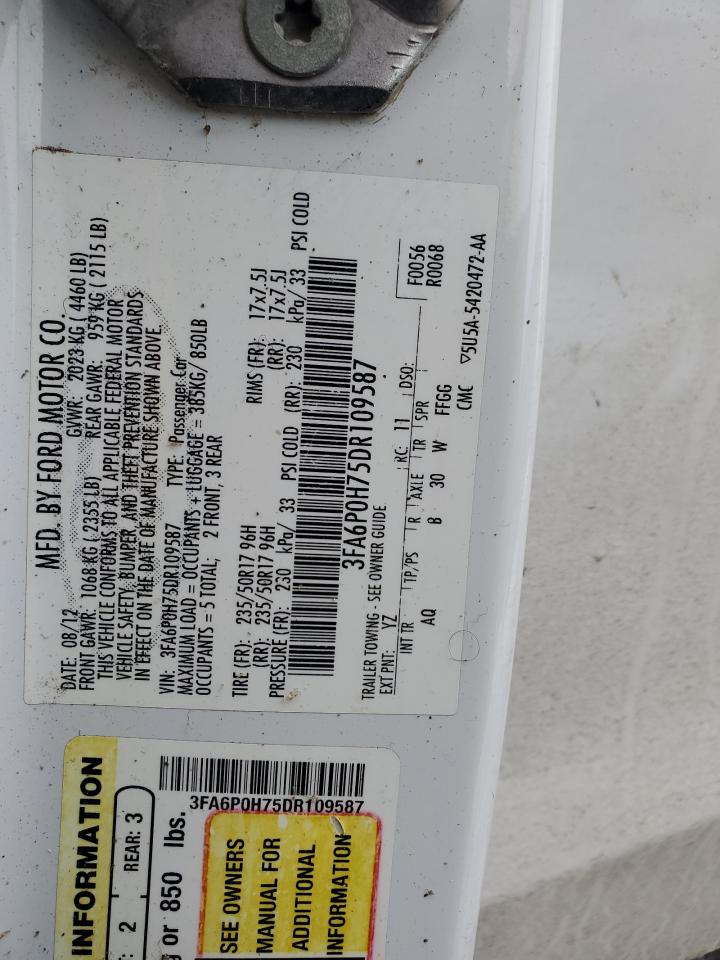 MFD. BY FORD MOTOR CO.
DATE: 08/12 GVWR: 2023 KG ( 4460 LB)
FRONT GAWR: 1068 KG ( 2355 LB) REAR GAWR: 959 KG ( 2115 LB)
THIS VEHICLE CONFORMS TO ALL APPLICABLE FEDERAL MOTOR
VEHICLE SAFETY, BUMPER, AND THEFT PREVENTION STANDARDS
IN EFFECT ON THE DATE OF MANUFACTURE SHOWN ABOVE.
VIN: 3FA6P0H75DR109587 TYPE: Passenger Car
MAXIMUM LOAD = OCCUPANTS + LUGGAGE = 385KG/ 850LB
OCCUPANTS = 5 TOTAL; 2 FRONT, 3 REAR
TIRE (FR): 235/50R17 96H RIMS (FR): 17x7.5J
(RR): 235/50R17 96H (RR): 17x7.5J
PRESSURE (FR): 230 kPa/ 33 PSI COLD (RR): 230 kPa/ 33 PSI COLD
3FA6P0H75DR109587
TRAILER TOWING - SEE OWNER GUIDE
EXT PNT: YZ RC: 11 DSO: F0056
R0068
INT TR TP/PS R AXLE TR SPR
AQ B 30 W FFGG
CMC ▽5U5A-5420472-AA
INFORMATION
: 2 REAR: 3
g or 850 lbs.
3FA6P0H75DR109587
SEE OWNERS
MANUAL FOR
ADDITIONAL
INFORMATION